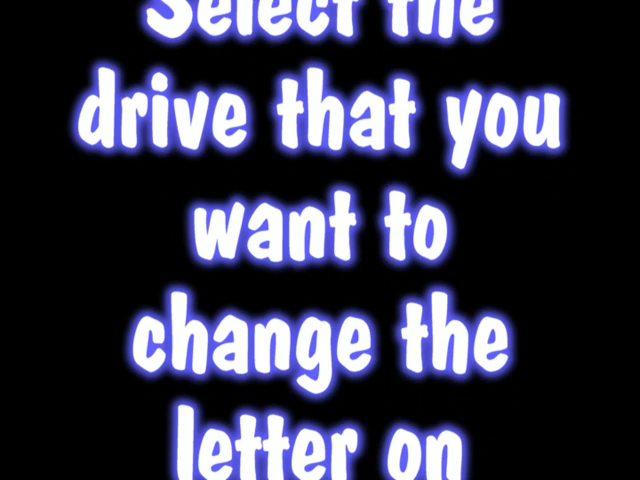 Select the
drive that you
want to
change the
letter on